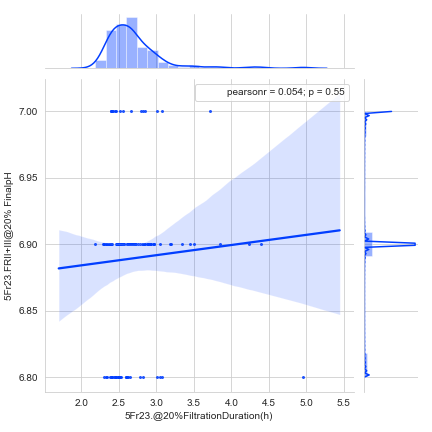 pearsonr = 0.054; p = 0.55
7.00
6.95
6.90
6.85
6.80
5Fr23.FRII+III@20% FinalpH
2.0 2.5 3.0 3.5 4.0 4.5 5.0 5.5
5Fr23.@20%FiltrationDuration(h)